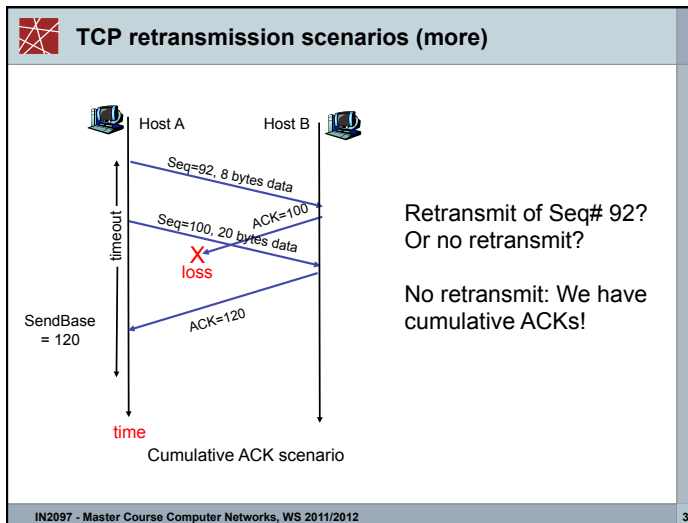 TCP retransmission scenarios (more)
Host A
Host B
Seq=92, 8 bytes data
ACK=100
Seq=100, 20 bytes data
timeout
X
loss
ACK=120
SendBase
= 120
time
Cumulative ACK scenario
Retransmit of Seq# 92?
Or no retransmit?
No retransmit: We have
cumulative ACKs!
IN2097 - Master Course Computer Networks, WS 2011/2012
3